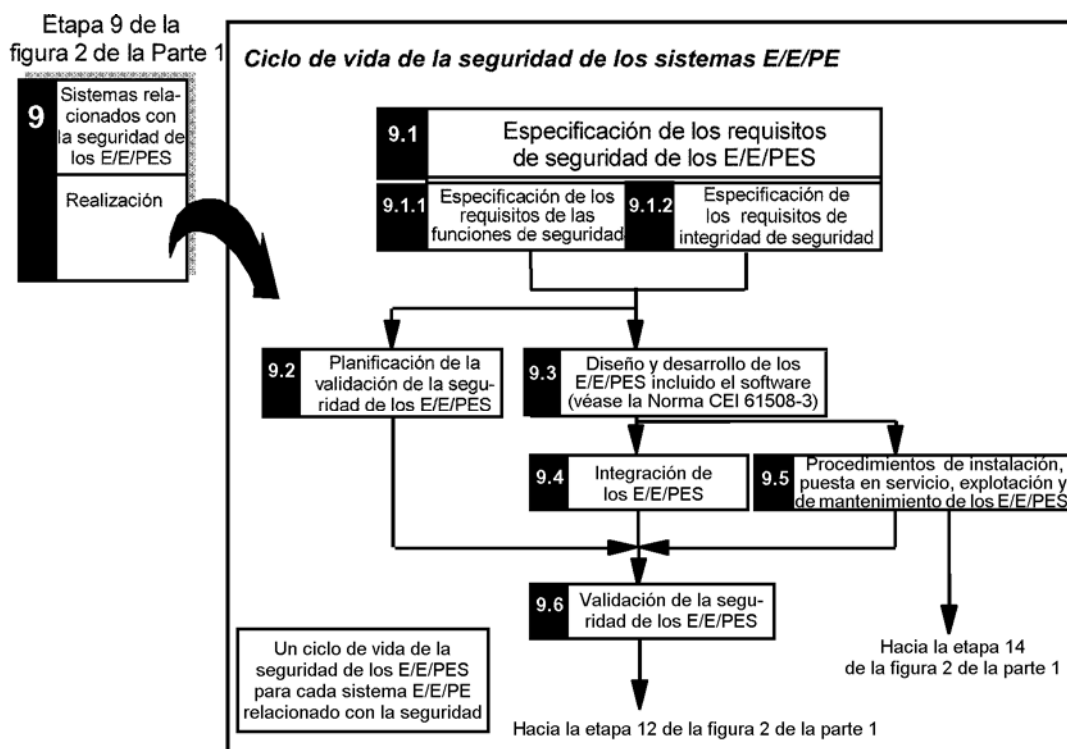 Etapa 9 de la
figura 2 de la Parte 1
9
Sistemas rela-
cionados con
la seguridad de
los E/E/PES
Realización
Ciclo de vida de la seguridad de los sistemas E/E/PE
9.1
Especificación de los requisitos
de seguridad de los E/E/PES
9.1.1
Especificación de los
requisitos de las
funciones de seguridad
9.1.2
Especificación de
los requisitos de
integridad de seguridad
9.2
Planificación de la
validación de la segu-
ridad de los E/E/PES
9.3
Diseño y desarrollo de los
E/E/PES incluido el software
(véase la Norma CEI 61508-3)
9.4
Integración de
los E/E/PES
9.5
Procedimientos de instalación,
puesta en servicio, explotación y
de mantenimiento de los E/E/PES
9.6
Validación de la segu-
ridad de los E/E/PES
Un ciclo de vida de la
seguridad de los E/E/PES
para cada sistema E/E/PE
relacionado con la seguridad
Hacia la etapa 14
de la figura 2 de la parte 1
Hacia la etapa 12 de la figura 2 de la parte 1